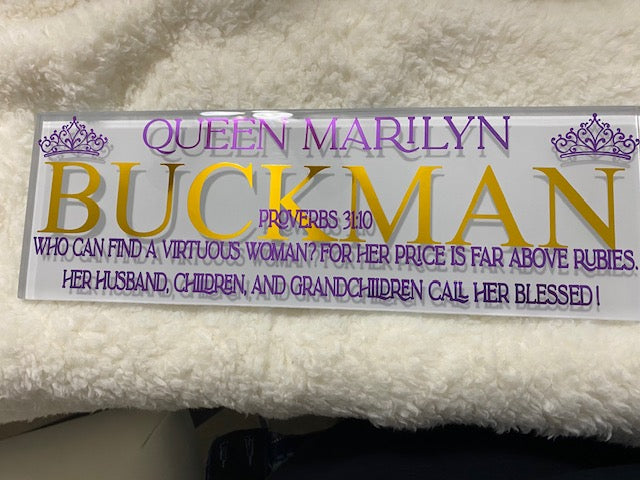 QUEEN MARILYN
BUCKMAN
PROVERBS 31:10
WHO CAN FIND A VIRTUOUS WOMAN? FOR HER PRICE IS FAR ABOVE RUBIES.
HER HUSBAND, CHILDREN, AND GRANDCHILDREN CALL HER BLESSED!